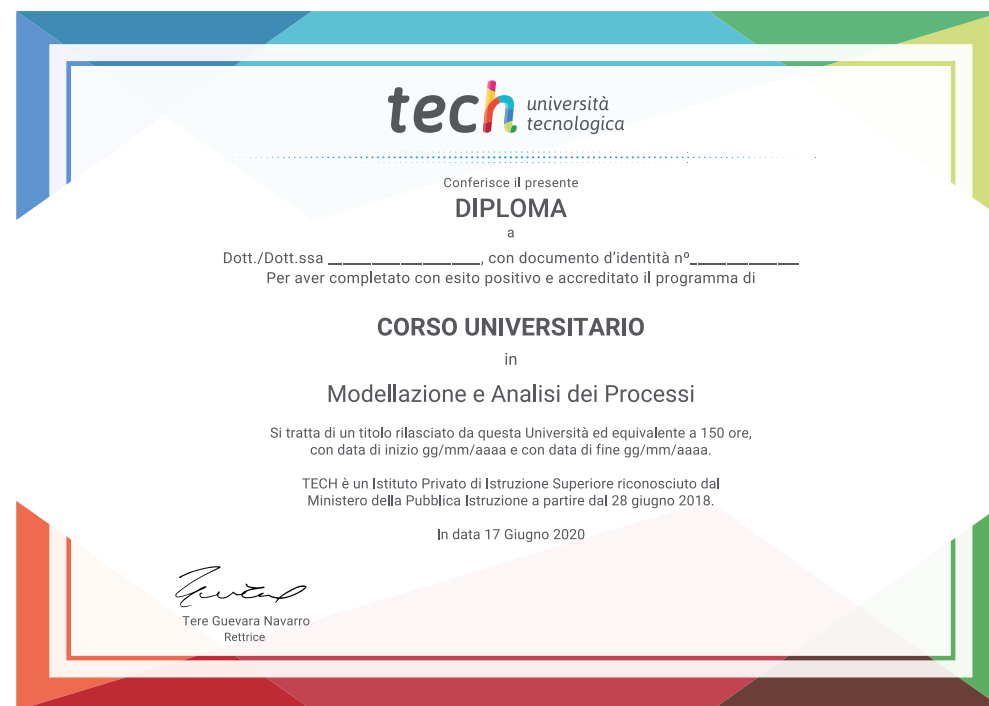 tech università
tecnologica
Conferisce il presente
DIPLOMA
a
Dott./Dott.ssa ____________________, con documento d'identità nº______________
Per aver completato con esito positivo e accreditato il programma di
CORSO UNIVERSITARIO
in
Modellazione e Analisi dei Processi
Si tratta di un titolo rilasciato da questa Università ed equivalente a 150 ore,
con data di inizio gg/mm/aaaa e con data di fine gg/mm/aaaa.
TECH è un Istituto Privato di Istruzione Superiore riconosciuto dal
Ministero della Pubblica Istruzione a partire dal 28 giugno 2018.
In data 17 Giugno 2020
Tere Guevara Navarro
Rettrice